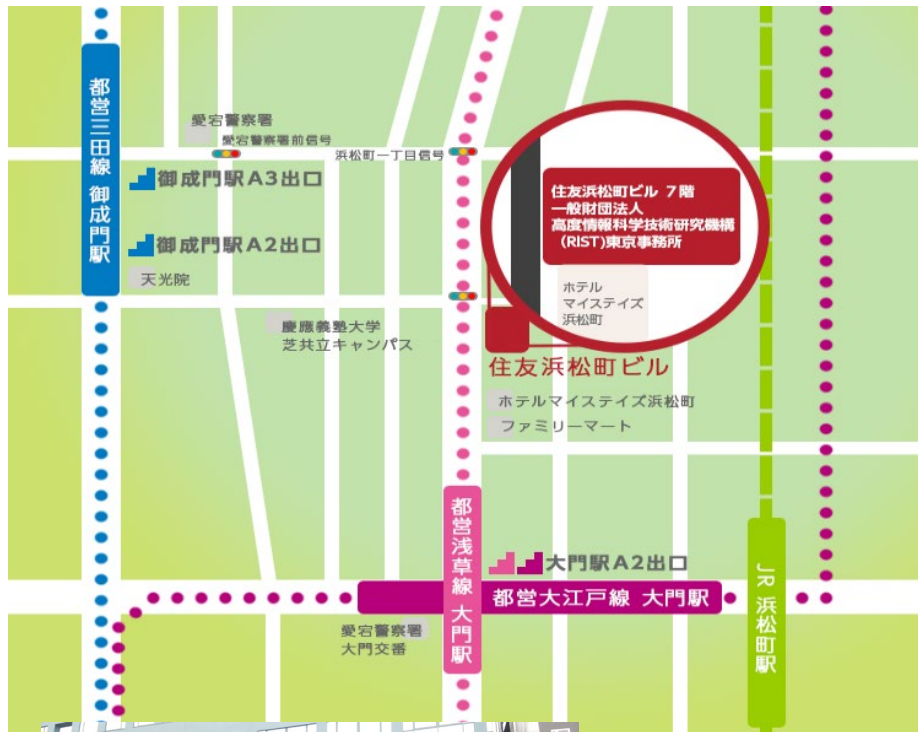 都営三田線 御成門駅
愛宕警察署
愛宕警察署前信号
浜松町一丁目信号
御成門駅A3出口
御成門駅A2出口
天光院
慶應義塾大学
芝共立キャンパス
住友浜松町ビル 7階
一般財団法人
高度情報科学技術研究機構
(RIST)東京事務所
ホテル
マイステイズ
浜松町
住友浜松町ビル
ホテルマイステイズ浜松町
ファミリーマート
都営浅草線 大門駅
大門駅A2出口
都営大江戸線 大門駅
愛宕警察署
大門交番
JR 浜松町駅